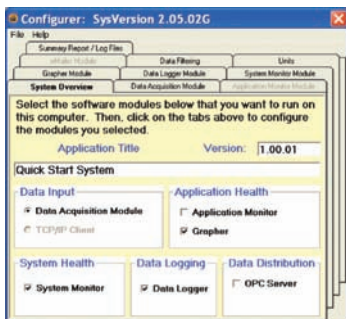 Configurer: SysVersion 2.05.02G
File Help
Summary Report / Log Files
eMailer Module Data Filtering Units
Grapher Module Data Logger Module System Monitor Module
System Overview Data Acquisition Module Application Monitor Module
Select the software modules below that you want to run on
this computer. Then, click on the tabs above to configure
the modules you selected.
Application Title Version: 1.00.01
Quick Start System
Data Input Application Health
Data Acquisition Module Application Monitor
TCP/IP Client Grapher
System Health Data Logging Data Distribution
System Monitor Data Logger OPC Server